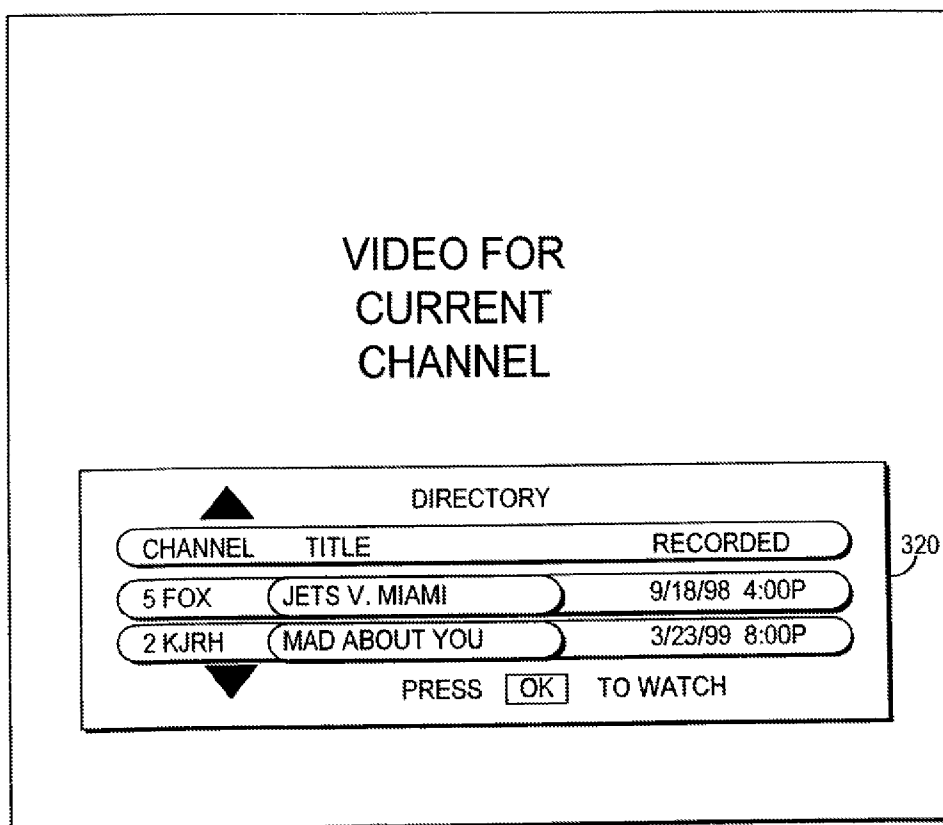 VIDEO FOR
CURRENT
CHANNEL
DIRECTORY
CHANNEL TITLE RECORDED
320
5 FOX JETS V. MIAMI 9/18/98 4:00P
2 KJRH MAD ABOUT YOU 3/23/99 8:00P
PRESS OK TO WATCH